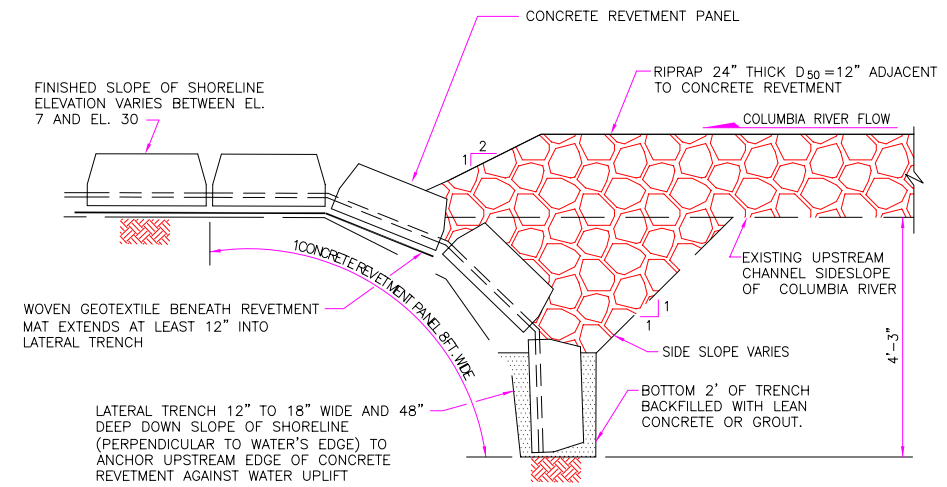 CONCRETE REVETMENT PANEL
FINISHED SLOPE OF SHORELINE
ELEVATION VARIES BETWEEN EL.
7 AND EL. 30
RIPRAP 24" THICK D50=12" ADJACENT
TO CONCRETE REVETMENT
COLUMBIA RIVER FLOW
2
1
EXISTING UPSTREAM
CHANNEL SIDESLOPE
OF COLUMBIA RIVER
1 CONCRETE REVETMENT PANEL 8FT. WIDE
WOVEN GEOTEXTILE BENEATH REVETMENT
MAT EXTENDS AT LEAST 12" INTO
LATERAL TRENCH
1
1
SIDE SLOPE VARIES
4'-3"
LATERAL TRENCH 12" TO 18" WIDE AND 48"
DEEP DOWN SLOPE OF SHORELINE
(PERPENDICULAR TO WATER'S EDGE) TO
ANCHOR UPSTREAM EDGE OF CONCRETE
REVETMENT AGAINST WATER UPLIFT
BOTTOM 2' OF TRENCH
BACKFILLED WITH LEAN
CONCRETE OR GROUT.